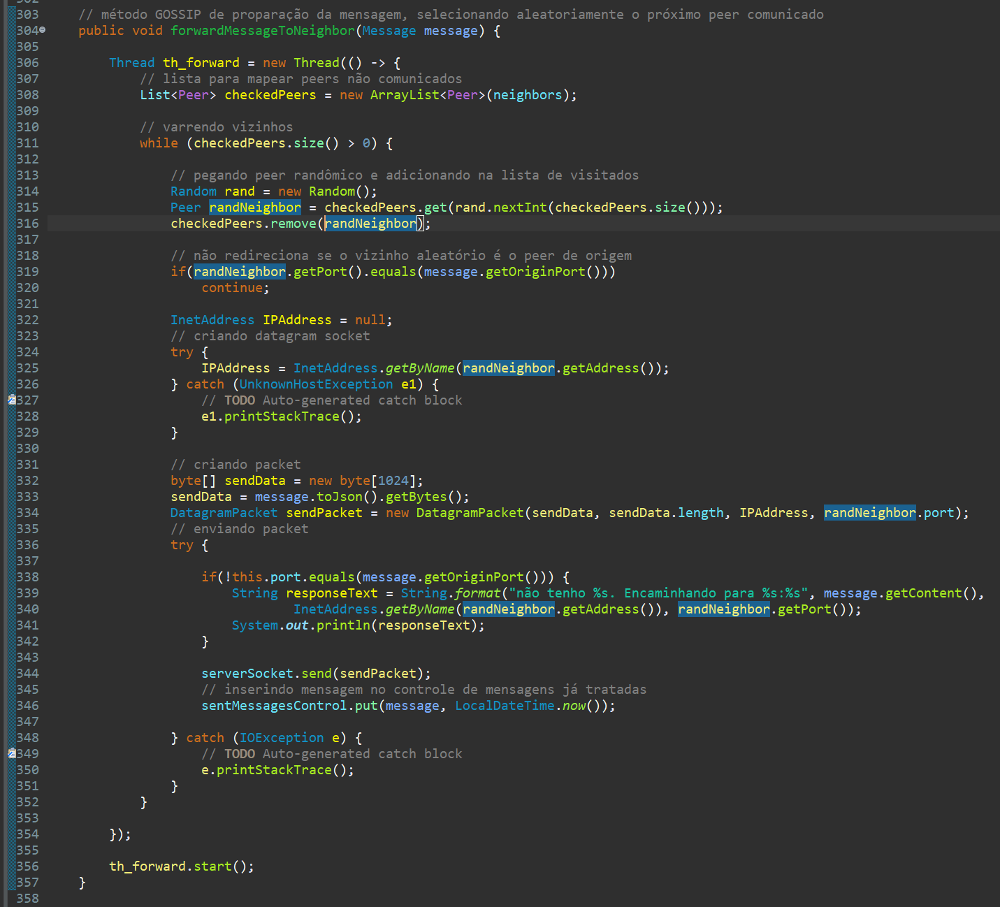 302
303 // método GOSSIP de proparação da mensagem, selecionando aleatoriamente o próximo peer comunicado
304 public void forwardMessageToNeighbor(Message message) {
305
306 Thread th_forward = new Thread(() -> {
307 // lista para mapear peers não comunicados
308 List<Peer> checkedPeers = new ArrayList<Peer>(neighbors);
309
310 // varrendo vizinhos
311 while (checkedPeers.size() > 0) {
312
313 // pegando peer randômico e adicionando na lista de visitados
314 Random rand = new Random();
315 Peer randNeighbor = checkedPeers.get(rand.nextInt(checkedPeers.size()));
316 checkedPeers.remove(randNeighbor);
317
318 // não redireciona se o vizinho aleatório é o peer de origem
319 if(randNeighbor.getPort().equals(message.getOriginPort()))
320 continue;
321
322 InetAddress IPAddress = null;
323 // criando datagram socket
324 try {
325 IPAddress = InetAddress.getByName(randNeighbor.getAddress());
326 } catch (UnknownHostException e1) {
327 // TODO Auto-generated catch block
328 e1.printStackTrace();
329 }
330
331 // criando packet
332 byte[] sendData = new byte[1024];
333 sendData = message.toJson().getBytes();
334 DatagramPacket sendPacket = new DatagramPacket(sendData, sendData.length, IPAddress, randNeighbor.port);
335 // enviando packet
336 try {
337
338 if(!this.port.equals(message.getOriginPort())) {
339 String responseText = String.format("não tenho %s. Encaminhando para %s:%s", message.getContent(),
340 InetAddress.getByName(randNeighbor.getAddress()), randNeighbor.getPort());
341 System.out.println(responseText);
342 }
343
344 serverSocket.send(sendPacket);
345 // inserindo mensagem no controle de mensagens já tratadas
346 sentMessagesControl.put(message, LocalDateTime.now());
347
348 } catch (IOException e) {
349 // TODO Auto-generated catch block
350 e.printStackTrace();
351 }
352 }
353
354 });
355
356 th_forward.start();
357 }
358